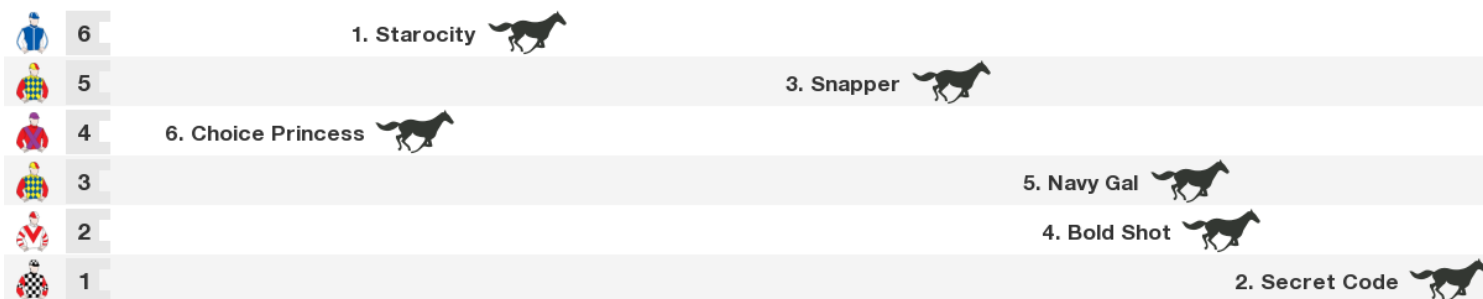 6 1. Starocity
5 3. Snapper
4 6. Choice Princess
3 5. Navy Gal
2 4. Bold Shot
1 2. Secret Code